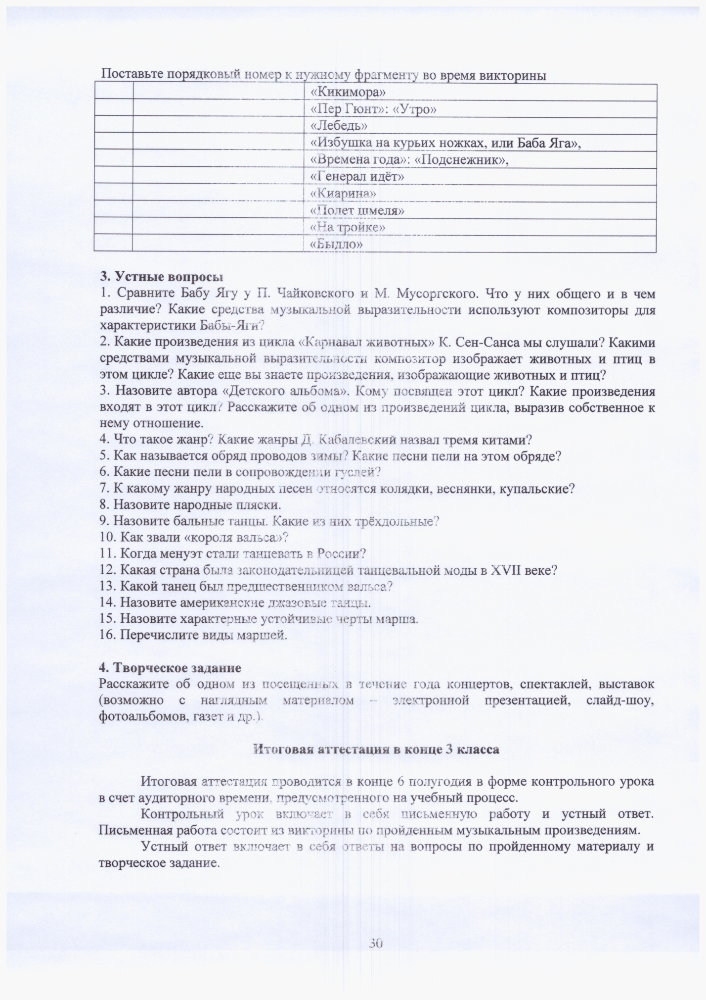 Поставьте порядковый номер к нужному фрагменту во время викторины
«Кикимора»
«Пер Гюнт»: «Утро»
«Лебедь»
«Избушка на курьих ножках, или Баба Яга»,
«Времена года»: «Подснежник»,
«Генерал идёт»
«Киарина»
«Полет шмеля»
«На тройке»
«Быдло»
3. Устные вопросы
1. Сравните Бабу Ягу у П. Чайковского и М. Мусоргского. Что у них общего и в чем
различие? Какие средства музыкальной выразительности используют композиторы для
характеристики Бабы-Яги?
2. Какие произведения из цикла «Карнавал животных» К. Сен-Санса мы слушали? Какими
средствами музыкальной выразительности композитор изображает животных и птиц в
этом цикле? Какие еще вы знаете произведения, изображающие животных и птиц?
3. Назовите автора «Детского альбома». Кому посвящен этот цикл? Какие произведения
входят в этот цикл? Расскажите об одном из произведений цикла, выразив собственное к
нему отношение.
4. Что такое жанр? Какие жанры Д. Кабалевский назвал тремя китами?
5. Как называется обряд проводов зимы? Какие песни пели на этом обряде?
6. Какие песни пели в сопровождении гуслей?
7. К какому жанру народных песен относятся колядки, веснянки, купальские?
8. Назовите народные пляски.
9. Назовите бальные танцы. Какие из них трёхдольные?
10. Как звали «короля вальса»?
11. Когда менуэт стали танцевать в России?
12. Какая страна была законодательницей танцевальной моды в XVII веке?
13. Какой танец был предшественником вальса?
14. Назовите американские джазовые танцы.
15. Назовите характерные устойчивые черты марша.
16. Перечислите виды маршей.
4. Творческое задание
Расскажите об одном из посещенных в течение года концертов, спектаклей, выставок
(возможно с наглядным материалом – электронной презентацией, слайд-шоу,
фотоальбомов, газет и др.).
Итоговая аттестация в конце 3 класса
Итоговая аттестация проводится в конце 6 полугодия в форме контрольного урока
в счет аудиторного времени, предусмотренного на учебный процесс.
Контрольный урок включает в себя письменную работу и устный ответ.
Письменная работа состоит из викторины по пройденным музыкальным произведениям.
Устный ответ включает в себя ответы на вопросы по пройденному материалу и
творческое задание.
30